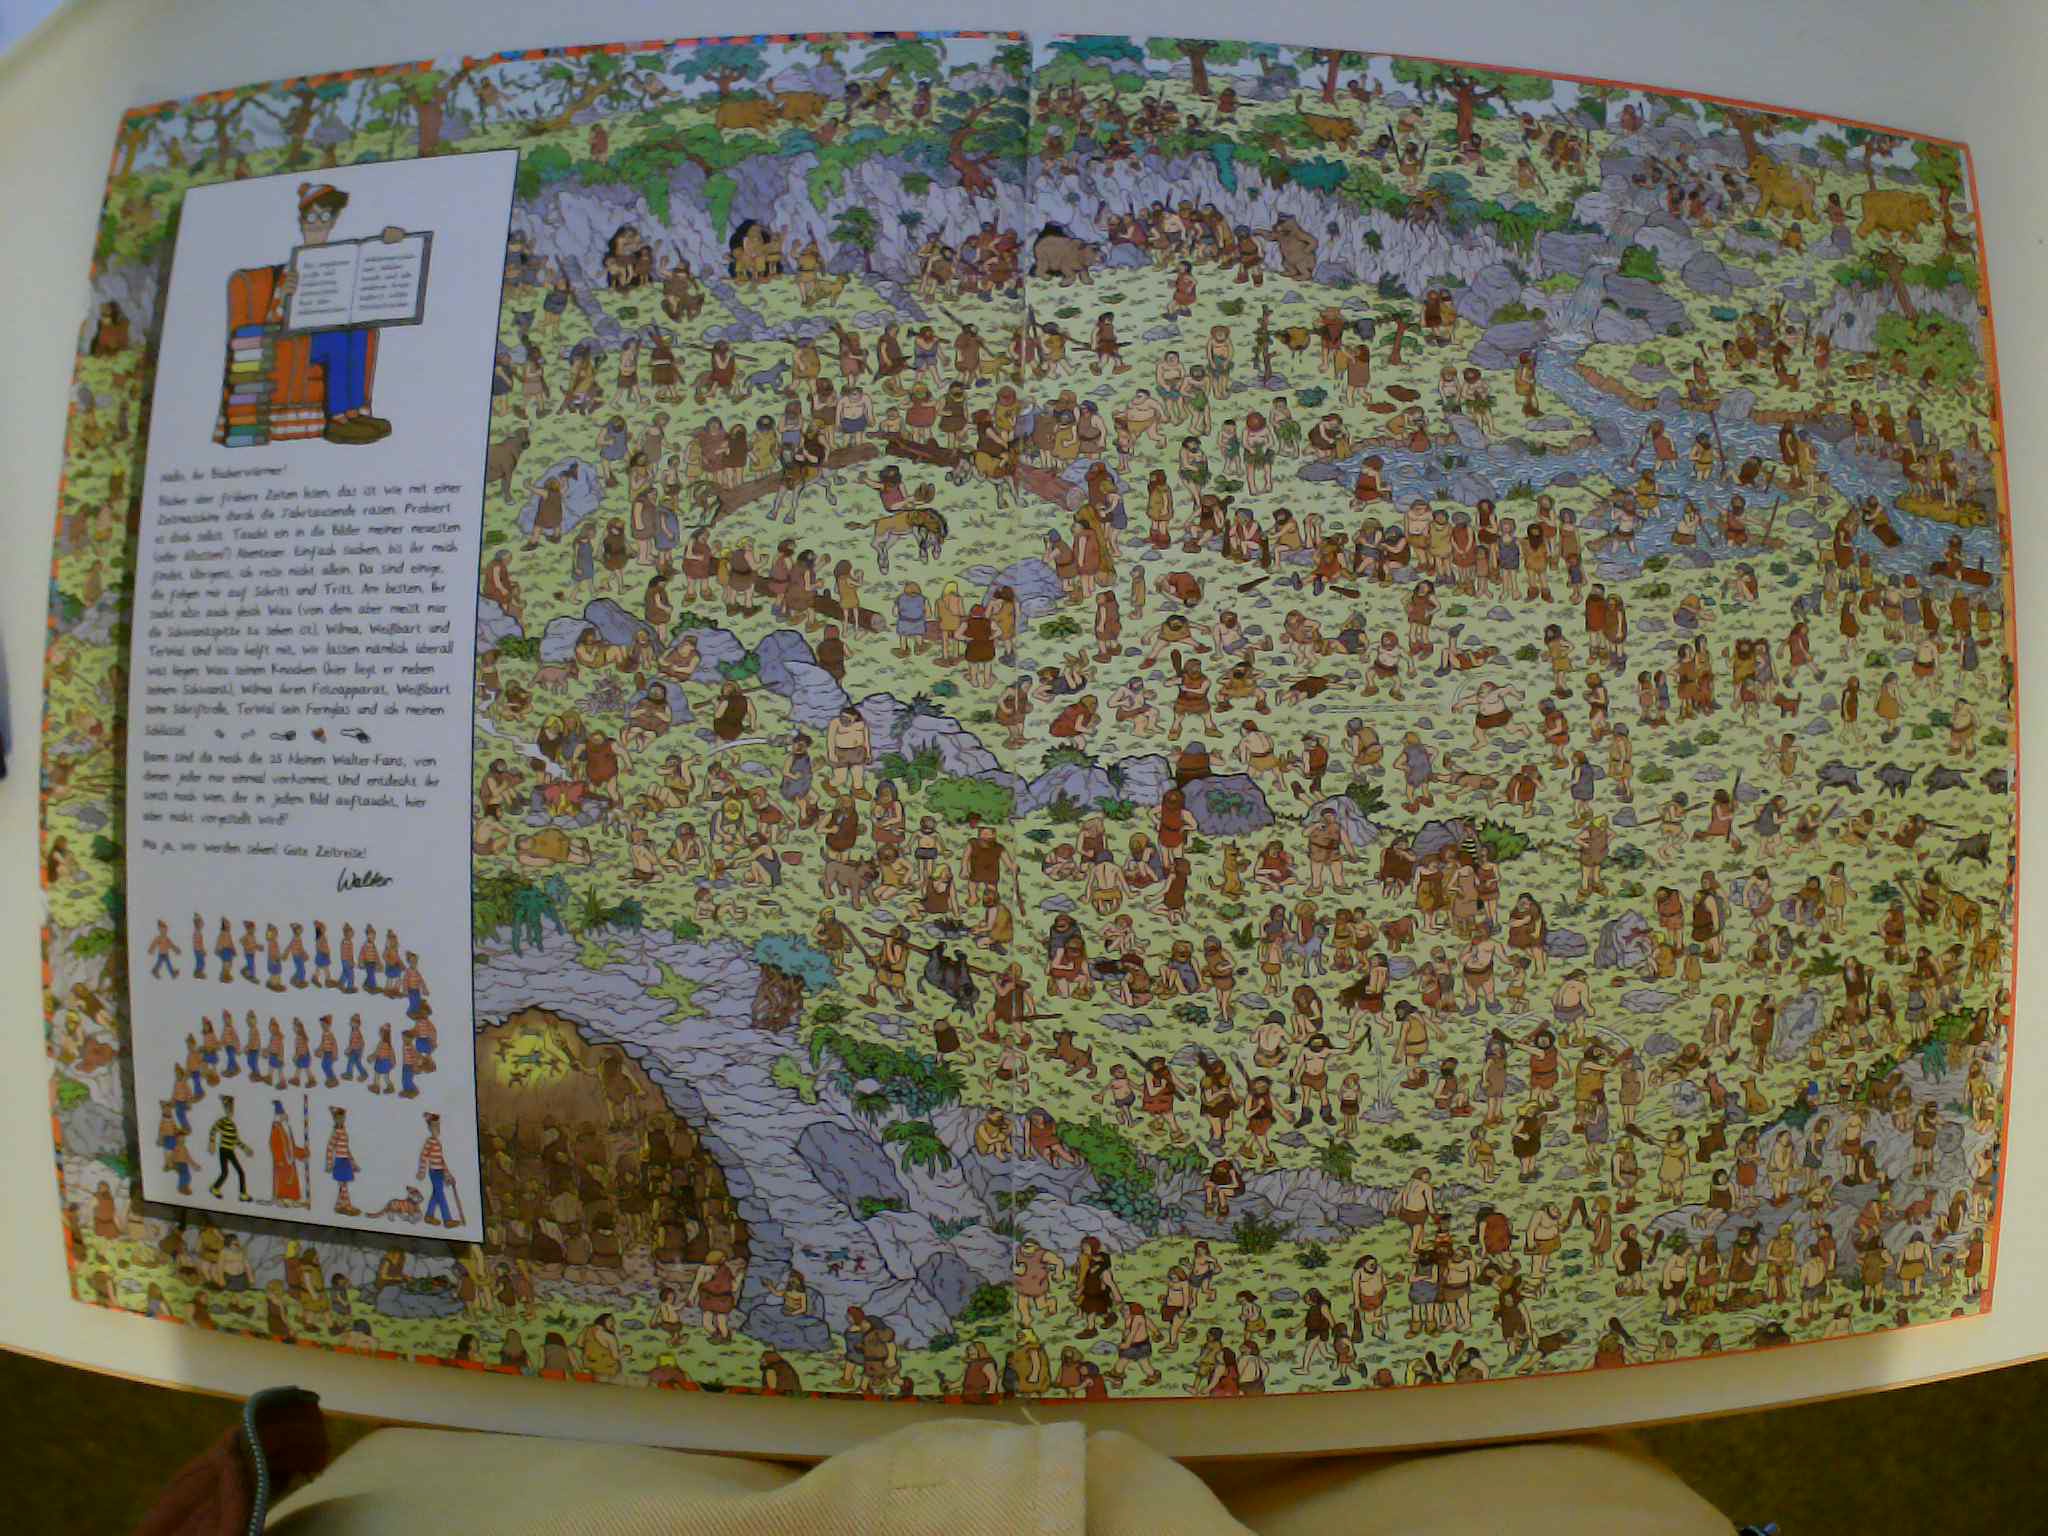 Hallo, ihr Bücherwürmer!
Bücher über frühere Zeiten lesen, das ist wie mit einer
Zeitmaschine durch die Jahrtausende rasen. Probiert
es doch selbst. Taucht ein in die Bilder meiner neuesten
(oder ältesten?) Abenteuer. Einfach suchen, bis ihr mich
findet. Übrigens, ich reise nicht allein. Da sind einige,
die folgen mir auf Schritt und Tritt. Am besten, ihr
sucht also auch gleich Wau (von dem aber meist nur
die Schwanzspitze zu sehen ist), Wilma, Weißbart und
TerWal. Und bitte helft mit, wir lassen nämlich überall
was liegen: Wau seinen Knochen (hier liegt er neben
seinem Schwanz), Wilma ihren Fotoapparat, Weißbart
seine Schriftrolle, TerWal sein Fernglas und ich meinen
Schlüssel.
Dann sind da noch die 25 kleinen Walter-Fans, von
denen jeder nur einmal vorkommt. Und entdeckt ihr
sonst noch wen, der in jedem Bild auftaucht, hier
aber nicht vorgestellt wird?
Na ja, wir werden sehen! Gute Zeitreise!
Walter